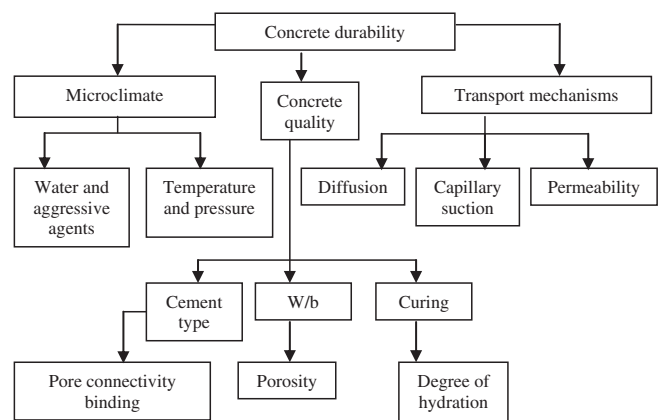 Concrete durability
Microclimate
Concrete
quality
Transport mechanisms
Water and
aggressive
agents
Temperature
and pressure
Diffusion
Capillary
suction
Permeability
Cement
type
W/b
Curing
Pore connectivity
binding
Porosity
Degree of
hydration